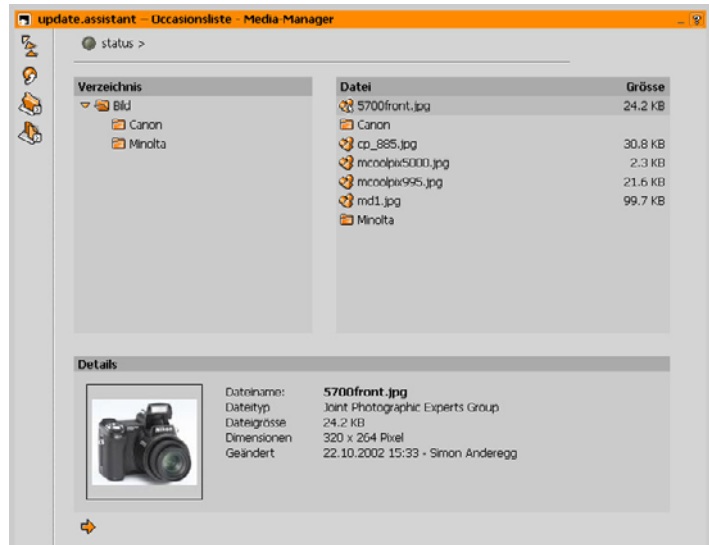 update.assistant – Occasionsliste - Media-Manager
status >
Verzeichnis
Bild
Canon
Minolta
Datei Grösse
5700front.jpg 24.2 KB
Canon
cp_885.jpg 30.8 KB
mcoolpix5000.jpg 2.3 KB
mcoolpix995.jpg 21.6 KB
md1.jpg 99.7 KB
Minolta
Details
Dateiname: 5700front.jpg
Dateityp Joint Photographic Experts Group
Dateigrösse 24.2 KB
Dimensionen 320 x 264 Pixel
Geändert 22.10.2002 15:33 - Simon Anderegg